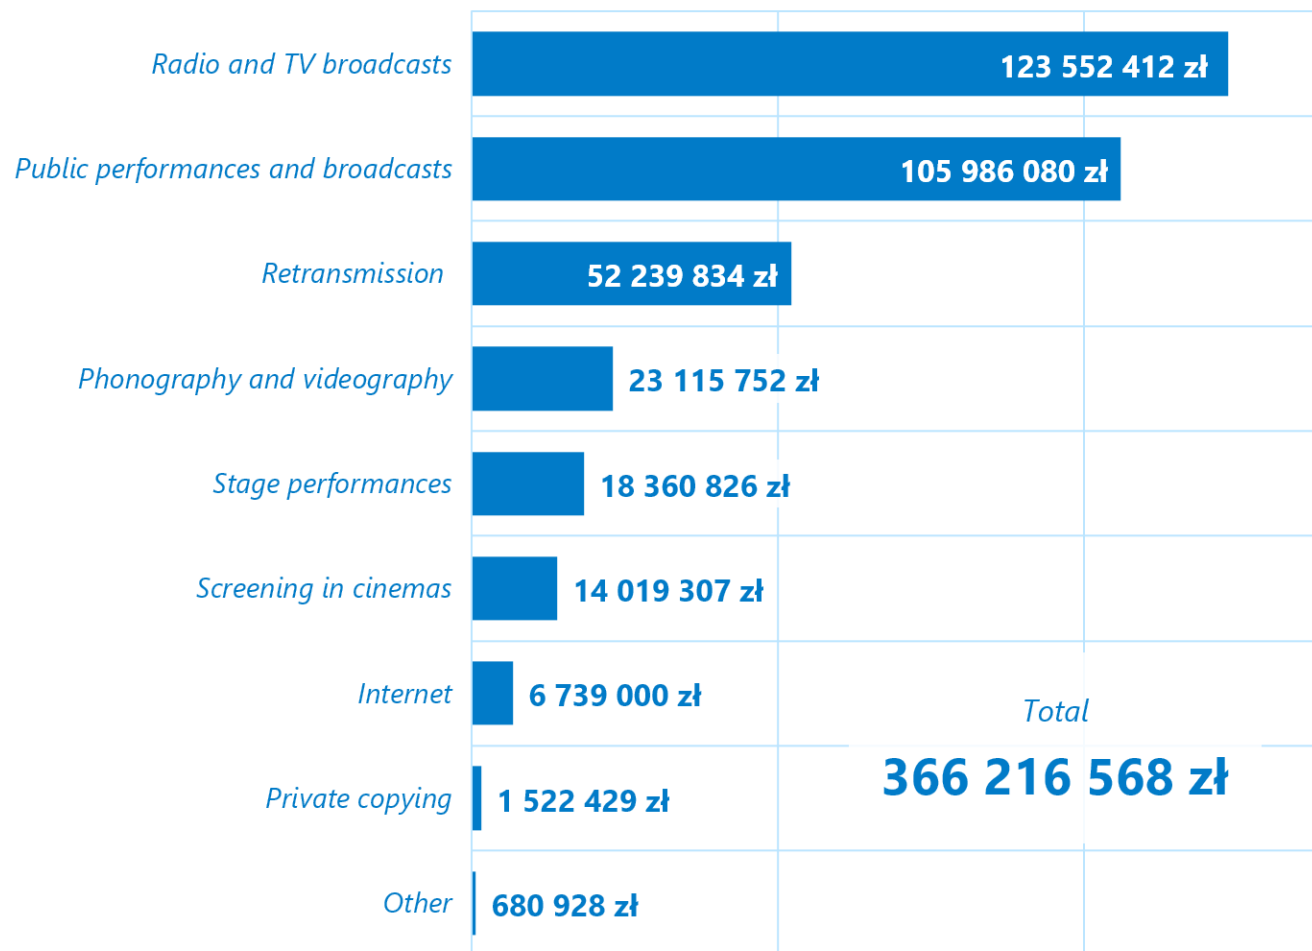 Radio and TV broadcasts 123 552 412 zł
Public performances and broadcasts 105 986 080 zł
Retransmission 52 239 834 zł
Phonography and videography 23 115 752 zł
Stage performances 18 360 826 zł
Screening in cinemas 14 019 307 zł
Internet 6 739 000 zł
Total
366 216 568 zł
Private copying 1 522 429 zł
Other 680 928 zł